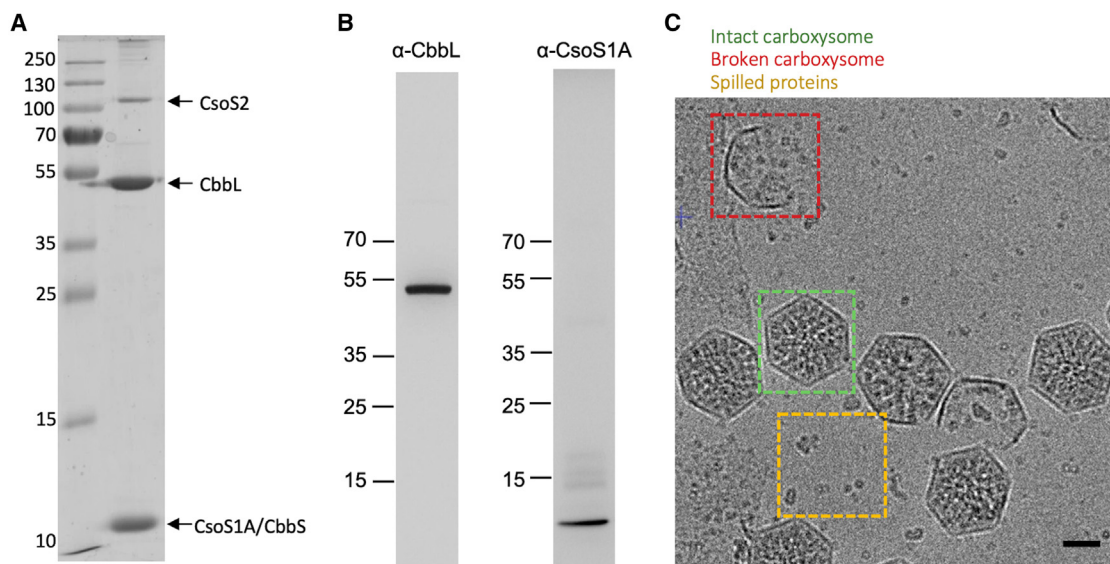 A
250
130
100
70
55
35
25
15
10
CsoS2
CbbL
CsoS1A/CbbS
B
α-CbbL
70
55
35
25
15
α-CsoS1A
70
55
35
25
15
C
Intact carboxysome
Broken carboxysome
Spilled proteins